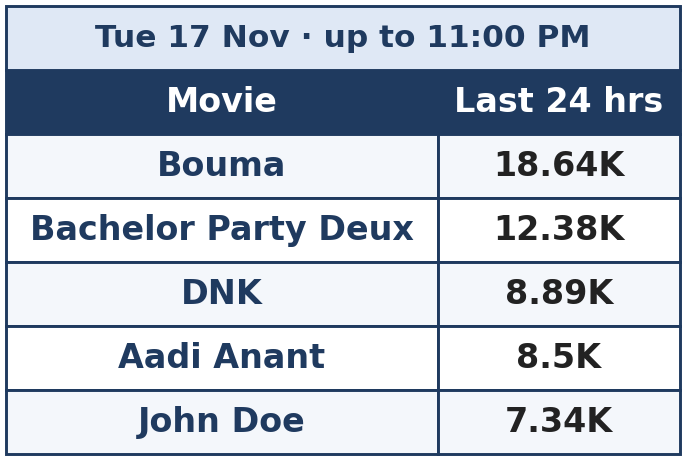 Tue 17 Nov · up to 11:00 PM
Movie Last 24 hrs
Bouma 18.64K
Bachelor Party Deux 12.38K
DNK 8.89K
Aadi Anant 8.5K
John Doe 7.34K